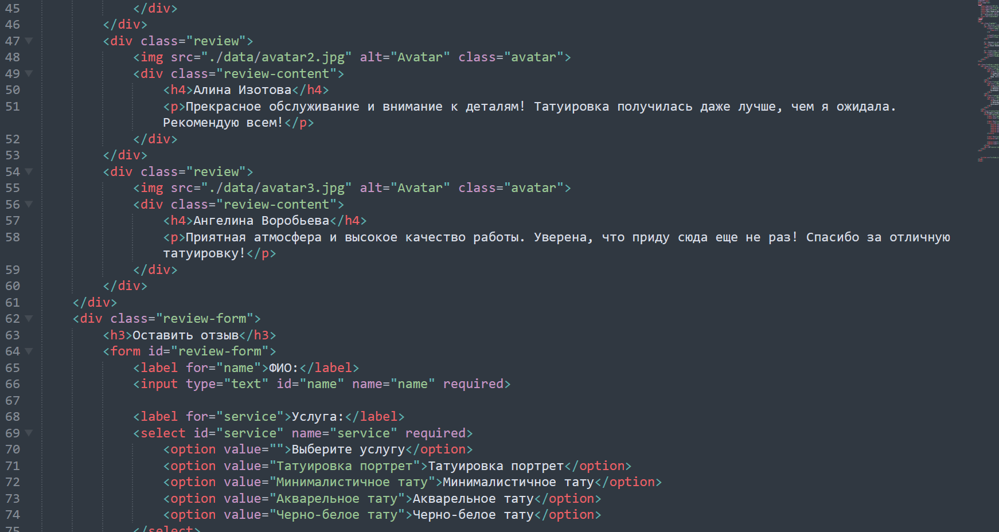 45 </div>
46 </div>
47 <div class="review">
48 <img src="./data/avatar2.jpg" alt="Avatar" class="avatar">
49 <div class="review-content">
50 <h4>Алина Изотова</h4>
51 <p>Прекрасное обслуживание и внимание к деталям! Татуировка получилась даже лучше, чем я ожидала.
Рекомендую всем!</p>
52 </div>
53 </div>
54 <div class="review">
55 <img src="./data/avatar3.jpg" alt="Avatar" class="avatar">
56 <div class="review-content">
57 <h4>Ангелина Воробьева</h4>
58 <p>Приятная атмосфера и высокое качество работы. Уверена, что приду сюда еще не раз! Спасибо за отличную
татуировку!</p>
59 </div>
60 </div>
61 </div>
62 <div class="review-form">
63 <h3>Оставить отзыв</h3>
64 <form id="review-form">
65 <label for="name">ФИО:</label>
66 <input type="text" id="name" name="name" required>
67
68 <label for="service">Услуга:</label>
69 <select id="service" name="service" required>
70 <option value="">Выберите услугу</option>
71 <option value="Татуировка портрет">Татуировка портрет</option>
72 <option value="Минималистичное тату">Минималистичное тату</option>
73 <option value="Акварельное тату">Акварельное тату</option>
74 <option value="Черно-белое тату">Черно-белое тату</option>
75 </select>